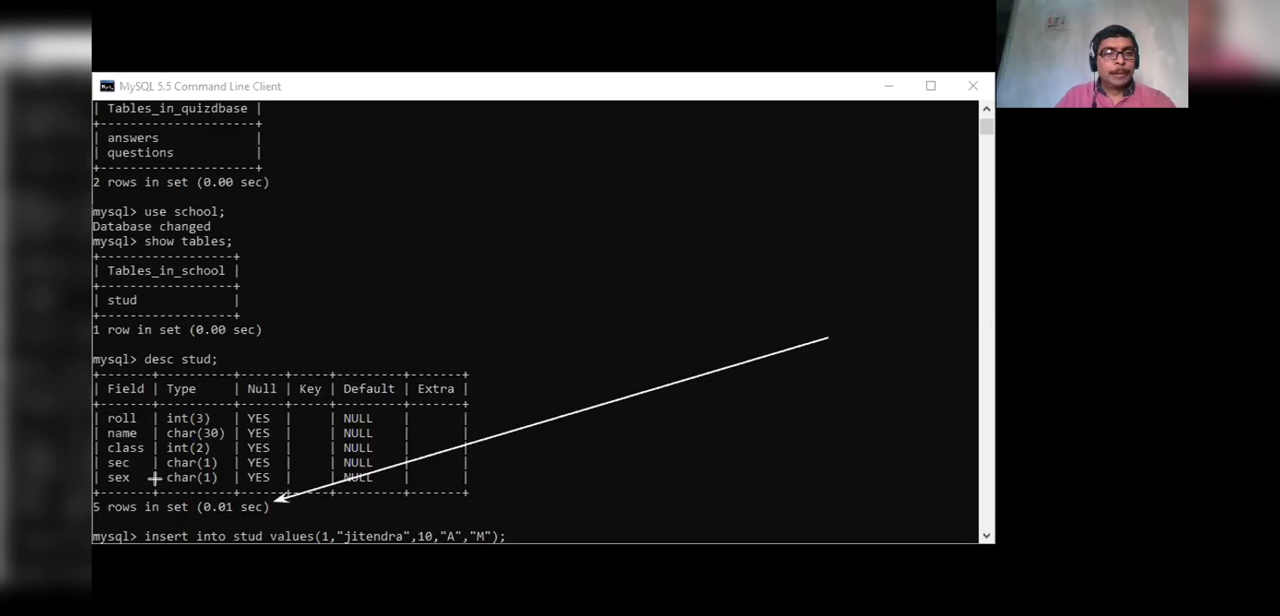 MySQL 5.5 Command Line Client
| Tables_in_quizdbase |
+---------------------+
| answers             |
| questions           |
+---------------------+
2 rows in set (0.00 sec)
mysql> use school;
Database changed
mysql> show tables;
+------------------+
| Tables_in_school |
+------------------+
| stud             |
+------------------+
1 row in set (0.00 sec)
mysql> desc stud;
+-------+----------+------+-----+---------+-------+
| Field | Type     | Null | Key | Default | Extra |
+-------+----------+------+-----+---------+-------+
| roll  | int(3)   | YES  |     | NULL    |       |
| name  | char(30) | YES  |     | NULL    |       |
| class | int(2)   | YES  |     | NULL    |       |
| sec   | char(1)  | YES  |     | NULL    |       |
| sex   | char(1)  | YES  |     | NULL    |       |
+-------+----------+------+-----+---------+-------+
5 rows in set (0.01 sec)
mysql> insert into stud values(1,"jitendra",10,"A","M");